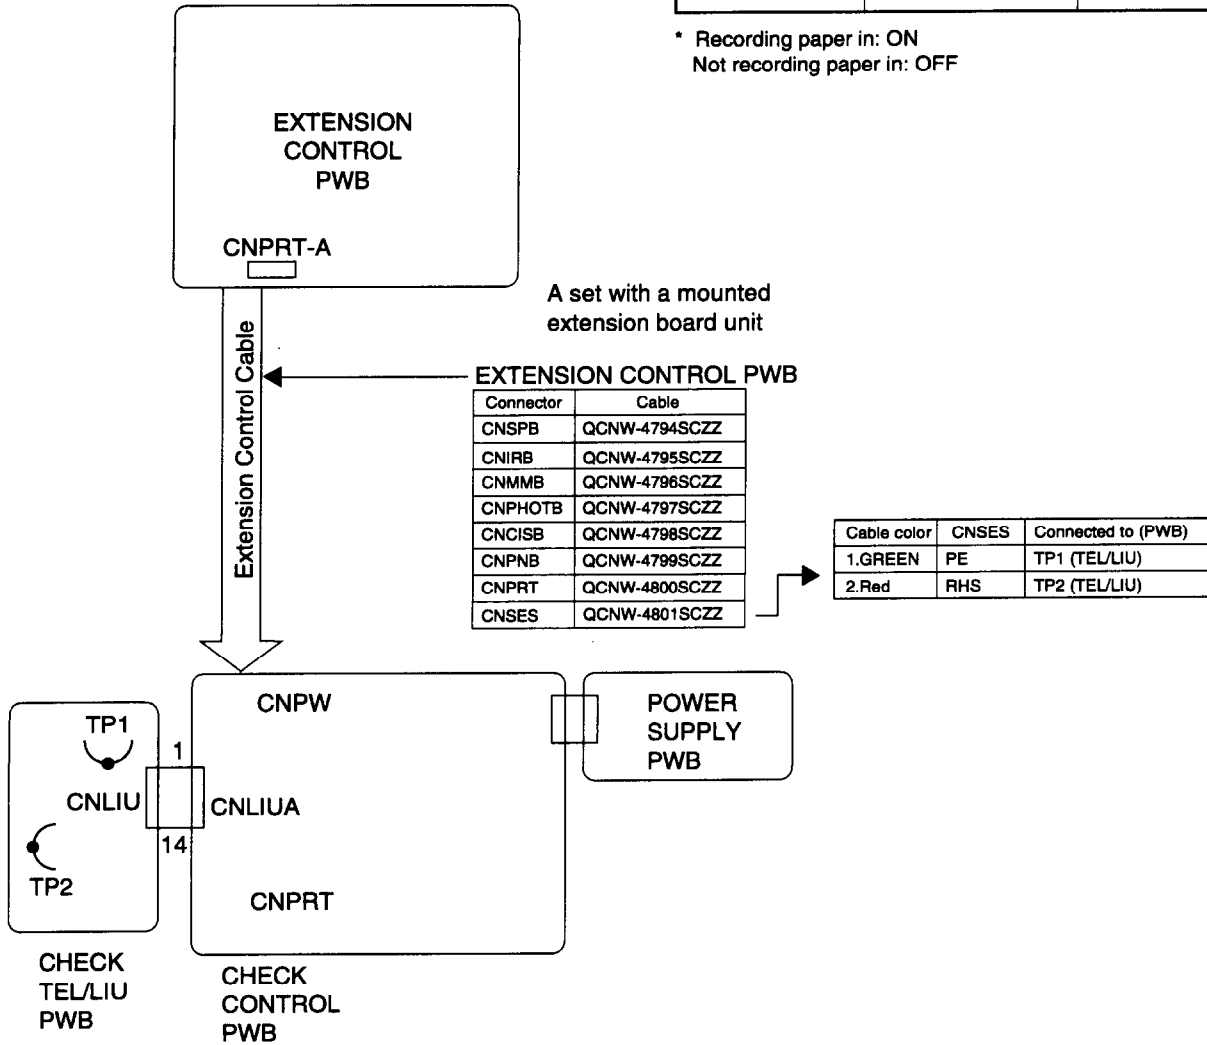 * Recording paper in: ON
Not recording paper in: OFF
EXTENSION
CONTROL
PWB
CNPRT-A
Extension Control Cable
A set with a mounted
extension board unit
EXTENSION CONTROL PWB
Connector Cable
CNSPB QCNW-4794SCZZ
CNIRB QCNW-4795SCZZ
CNMMB QCNW-4796SCZZ
CNPHOTB QCNW-4797SCZZ
CNCISB QCNW-4798SCZZ
CNPNB QCNW-4799SCZZ
CNPRT QCNW-4800SCZZ
CNSES QCNW-4801SCZZ
Cable color CNSES Connected to (PWB)
1.GREEN PE TP1 (TEL/LIU)
2.Red RHS TP2 (TEL/LIU)
TP1
CNLIU
TP2
1
14
CNPW
CNLIUA
CNPRT
POWER
SUPPLY
PWB
CHECK
TEL/LIU
PWB
CHECK
CONTROL
PWB